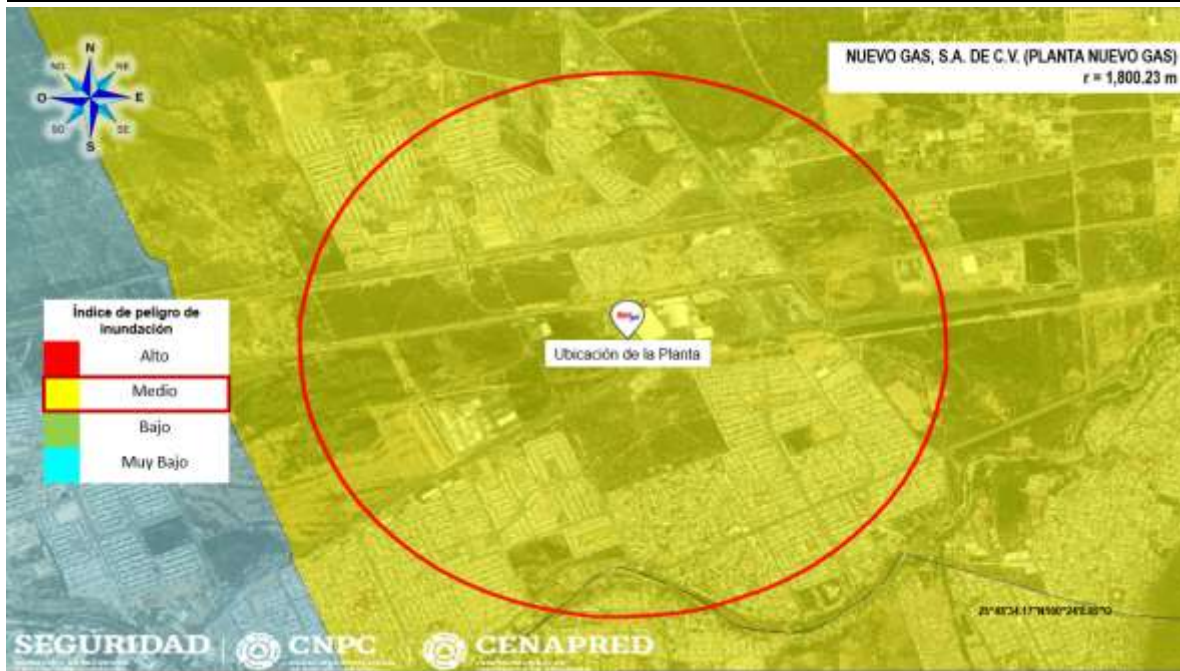 N
NO
NE
O
E
SO
SE
S
NUEVO GAS, S.A. DE C.V. (PLANTA NUEVO GAS)
r = 1,800.23 m
Ubicación de la Planta
Índice de peligro de
inundación
Alto
Medio
Bajo
Muy Bajo
SEGURIDAD
CNPC
CENAPRED